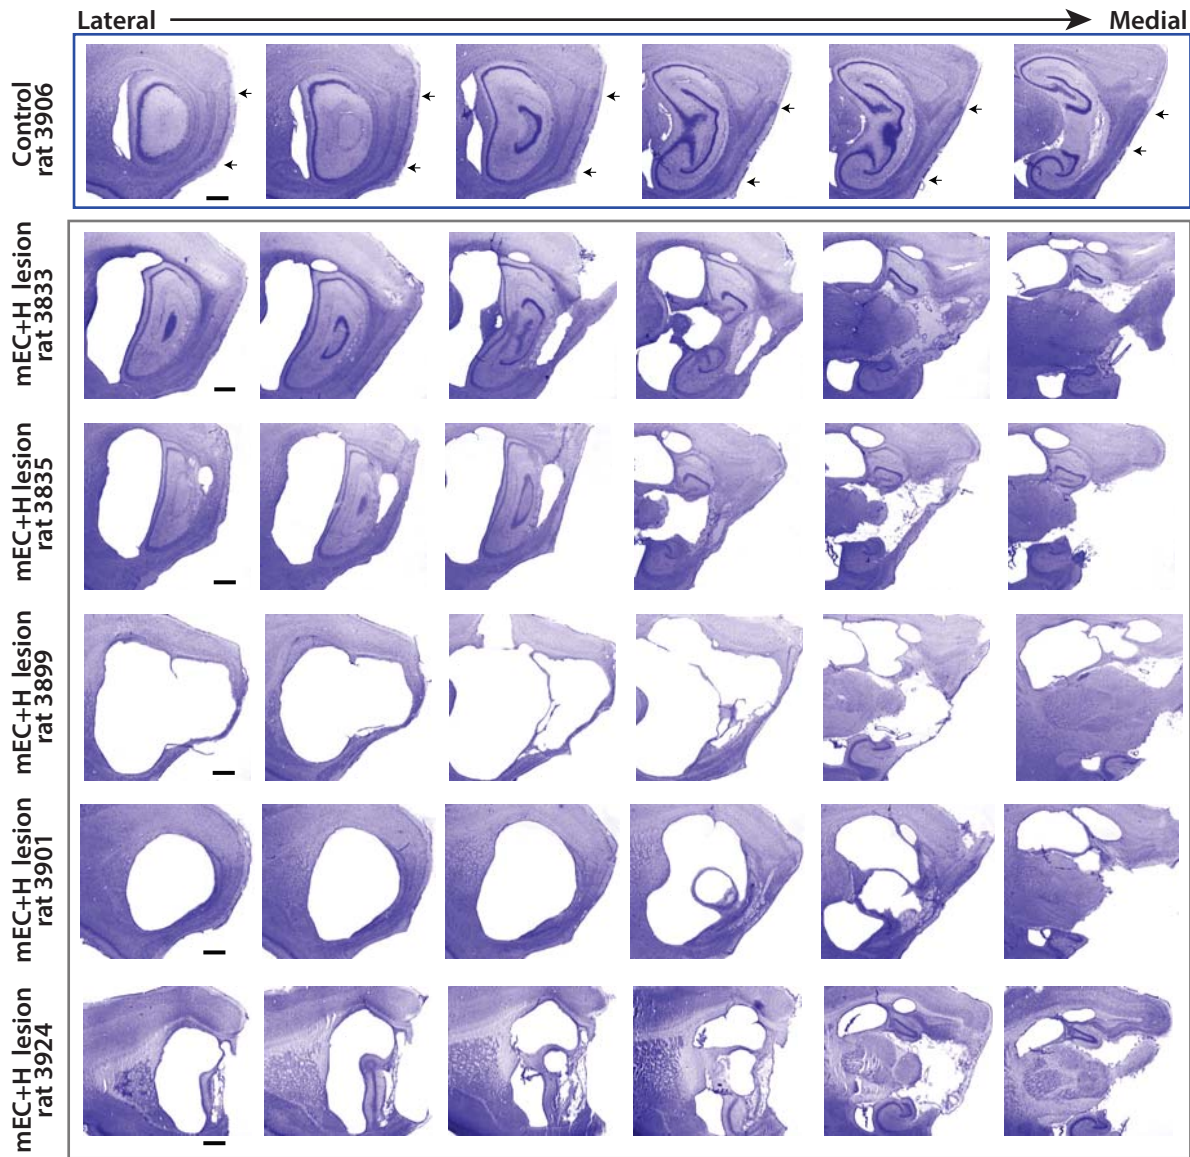 Lateral
Medial
Control
rat 3906
mEC+H lesion
rat 3833
mEC+H lesion
rat 3835
mEC+H lesion
rat 3899
mEC+H lesion
rat 3901
mEC+H lesion
rat 3924